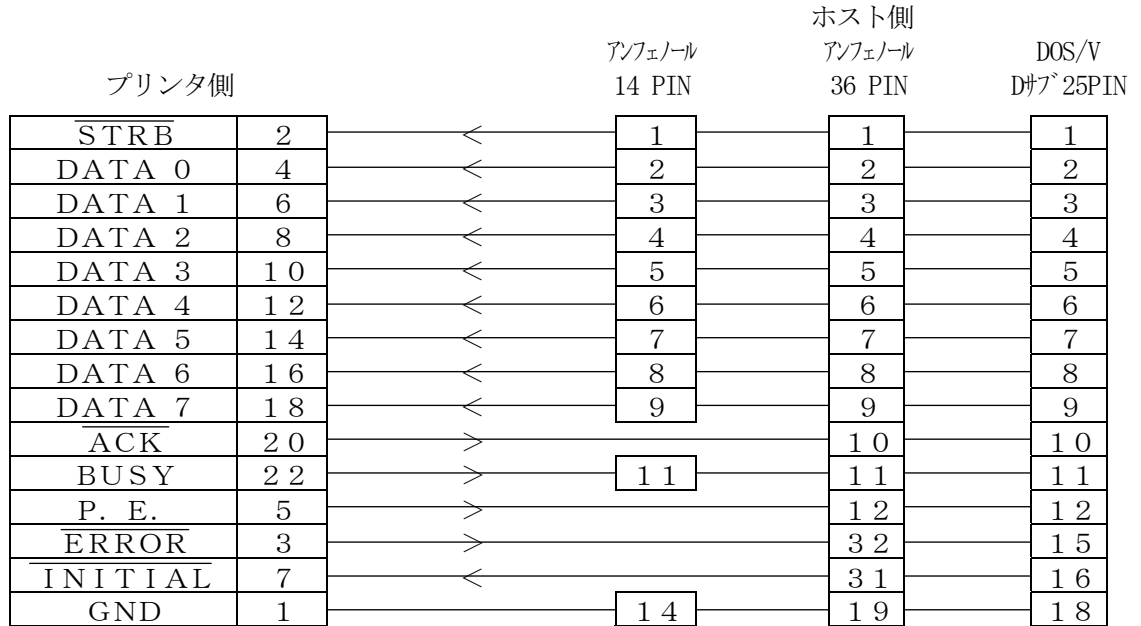 ホスト側
アンフェノール アンフェノール DOS/V
プリンタ側 14 PIN 36 PIN Dサブ25PIN
STRB 2 1 1 1
DATA 0 4 2 2 2
DATA 1 6 3 3 3
DATA 2 8 4 4 4
DATA 3 10 5 5 5
DATA 4 12 6 6 6
DATA 5 14 7 7 7
DATA 6 16 8 8 8
DATA 7 18 9 9 9
ACK 20 10 10
BUSY 22 11 11 11
P. E. 5 12 12
ERROR 3 32 15
INITIAL 7 31 16
GND 1 14 19 18